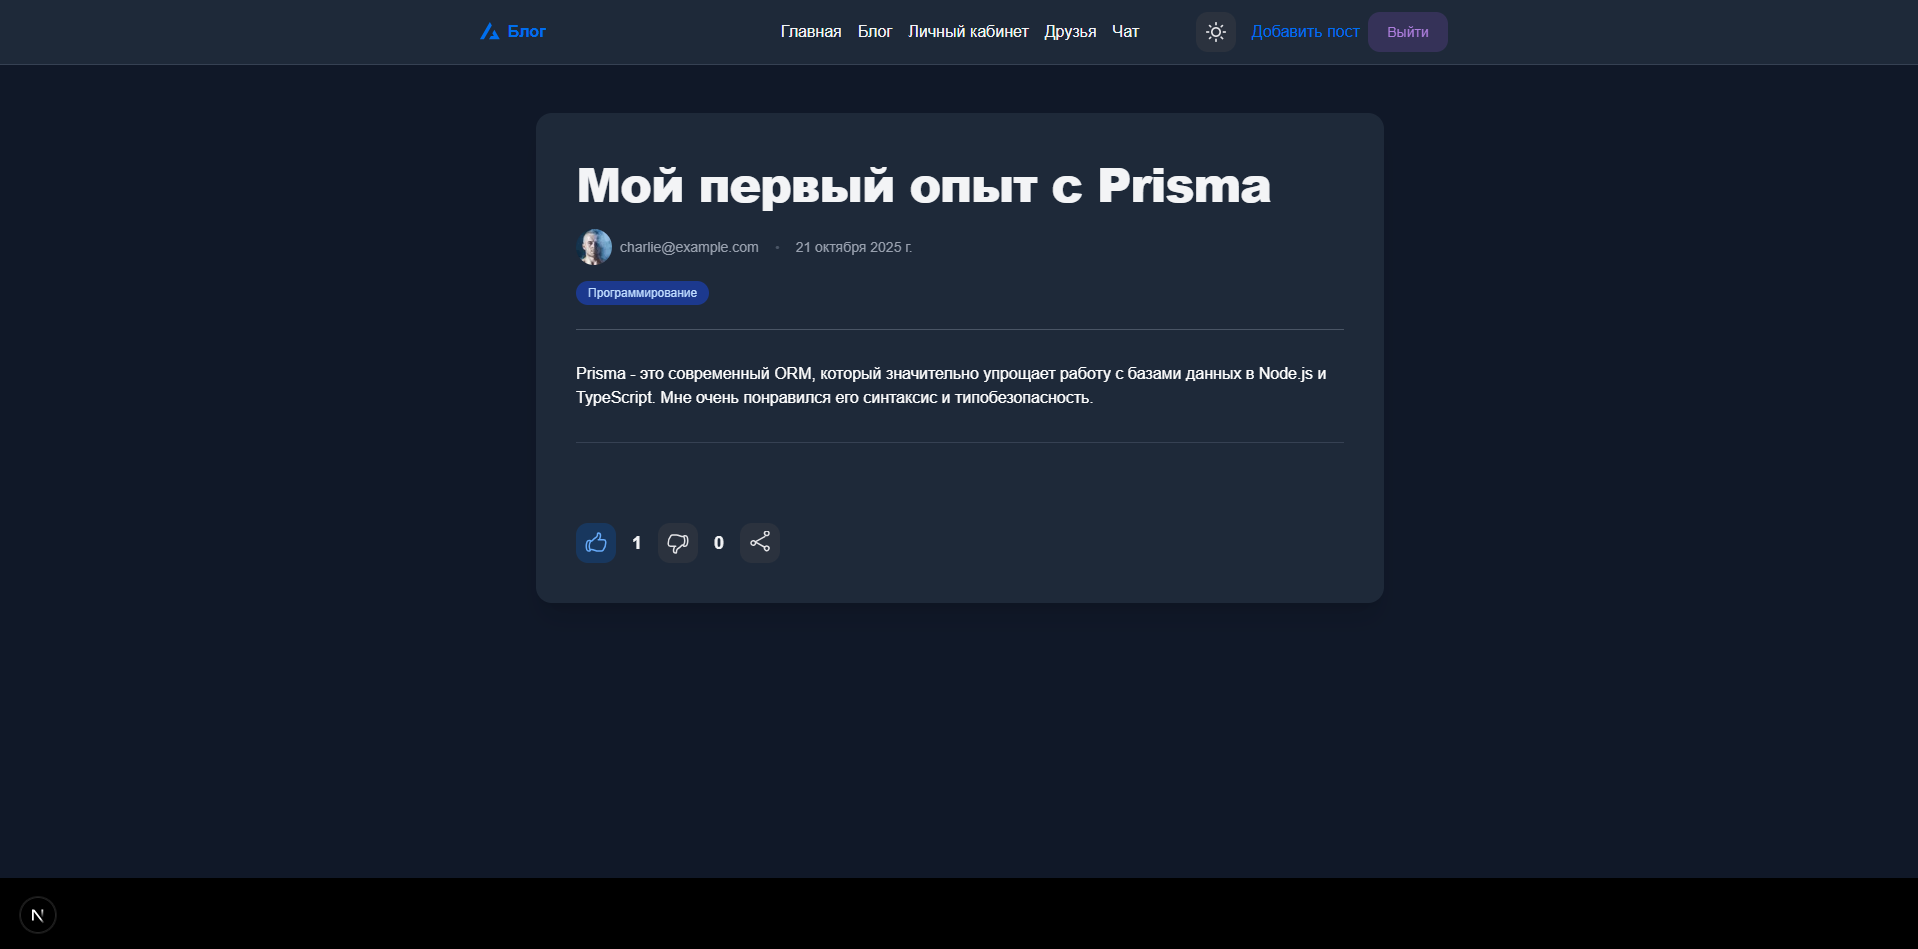 Блог
Главная Блог Личный кабинет Друзья Чат
Добавить пост
Выйти
Мой первый опыт с Prisma
charlie@example.com • 21 октября 2025 г.
Программирование
Prisma - это современный ORM, который значительно упрощает работу с базами данных в Node.js и
TypeScript. Мне очень понравился его синтаксис и типобезопасность.
1
0
N